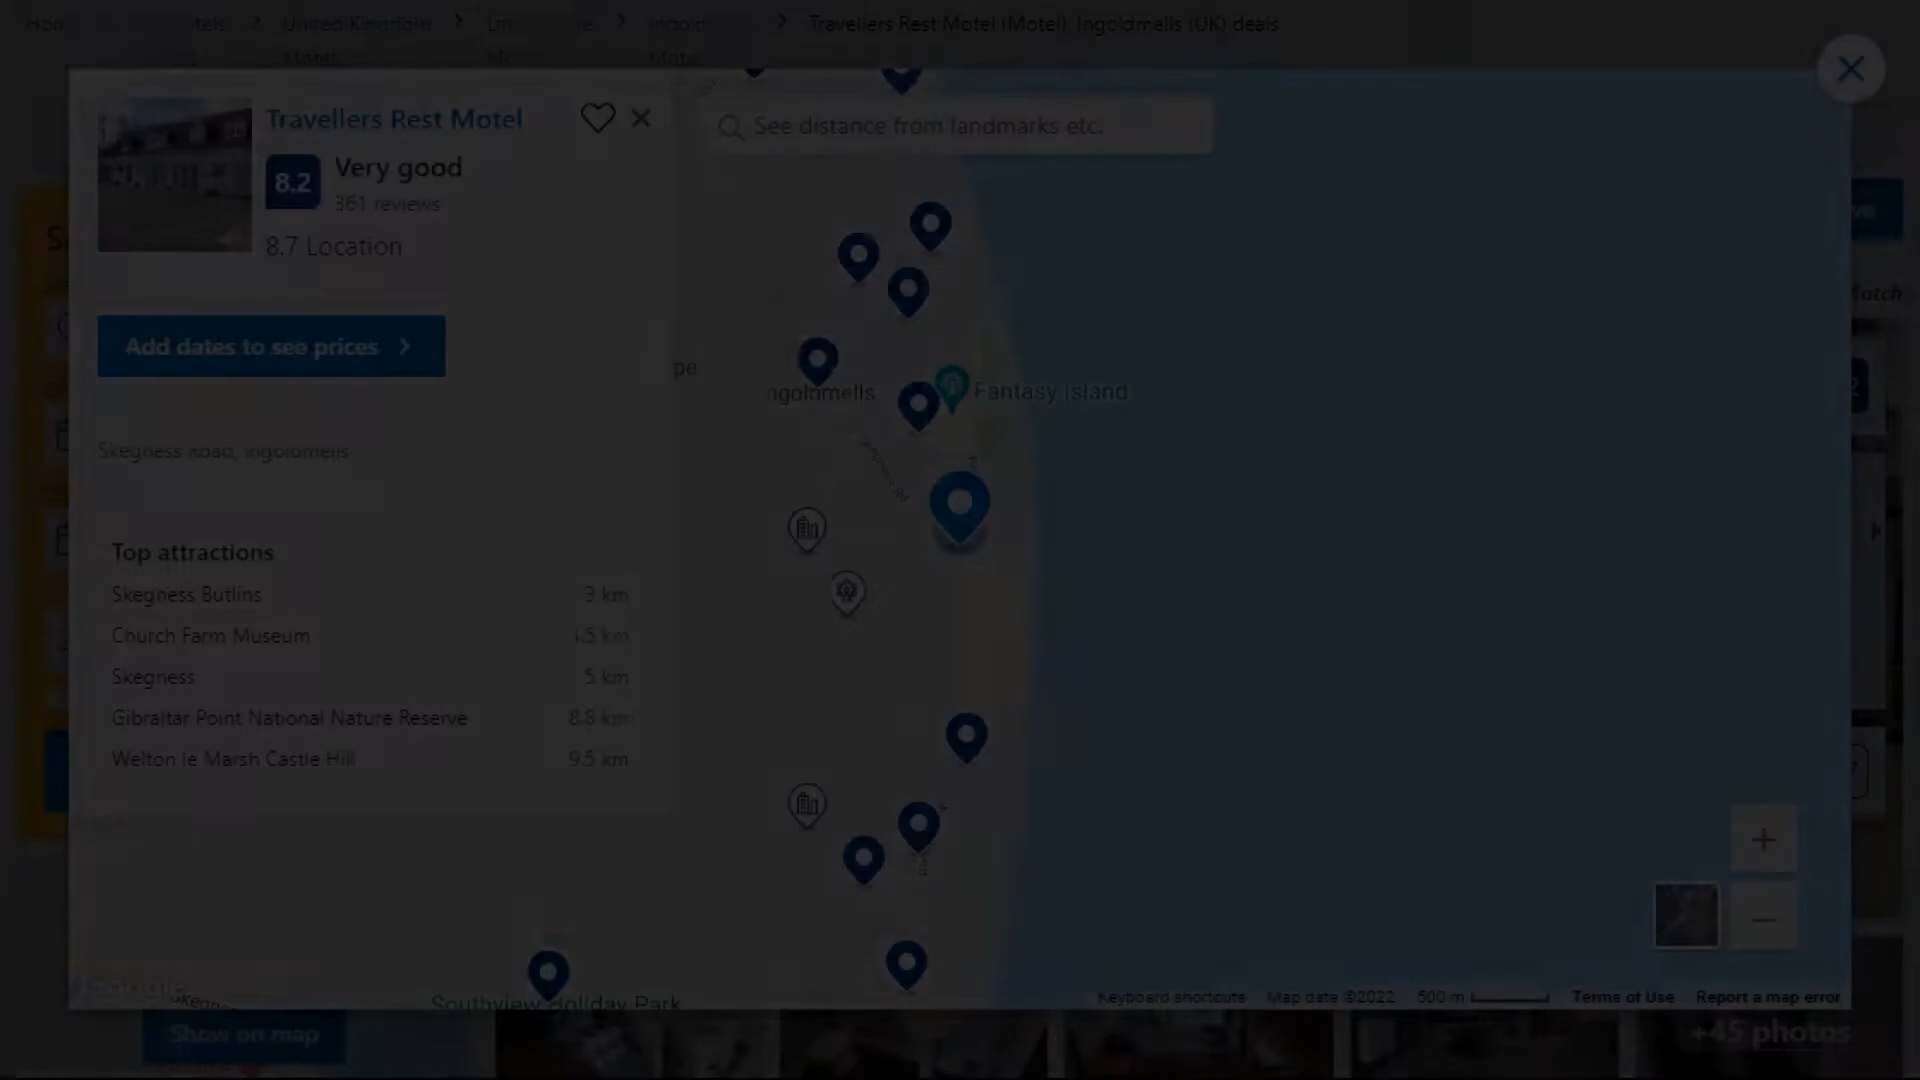 United Kingdom
Travellers Rest Motel (Motel), Ingoldmells (UK) deals
Travellers Rest Motel
8.2
Very good
361 reviews
8.7 Location
Add dates to see prices
Skegness Road, Ingoldmells
Top attractions
Skegness Butlins 3 km
Church Farm Museum
Skegness 5 km
Gibraltar Point National Nature Reserve 8.8 km
Welton le Marsh Castle Hill 9.5 km
See distance from landmarks etc.
Fantasy Island
Southview Holiday Park
Google
Keyboard shortcuts Map data ©2022 500 m Terms of Use Report a map error
Show on map
+45 photos